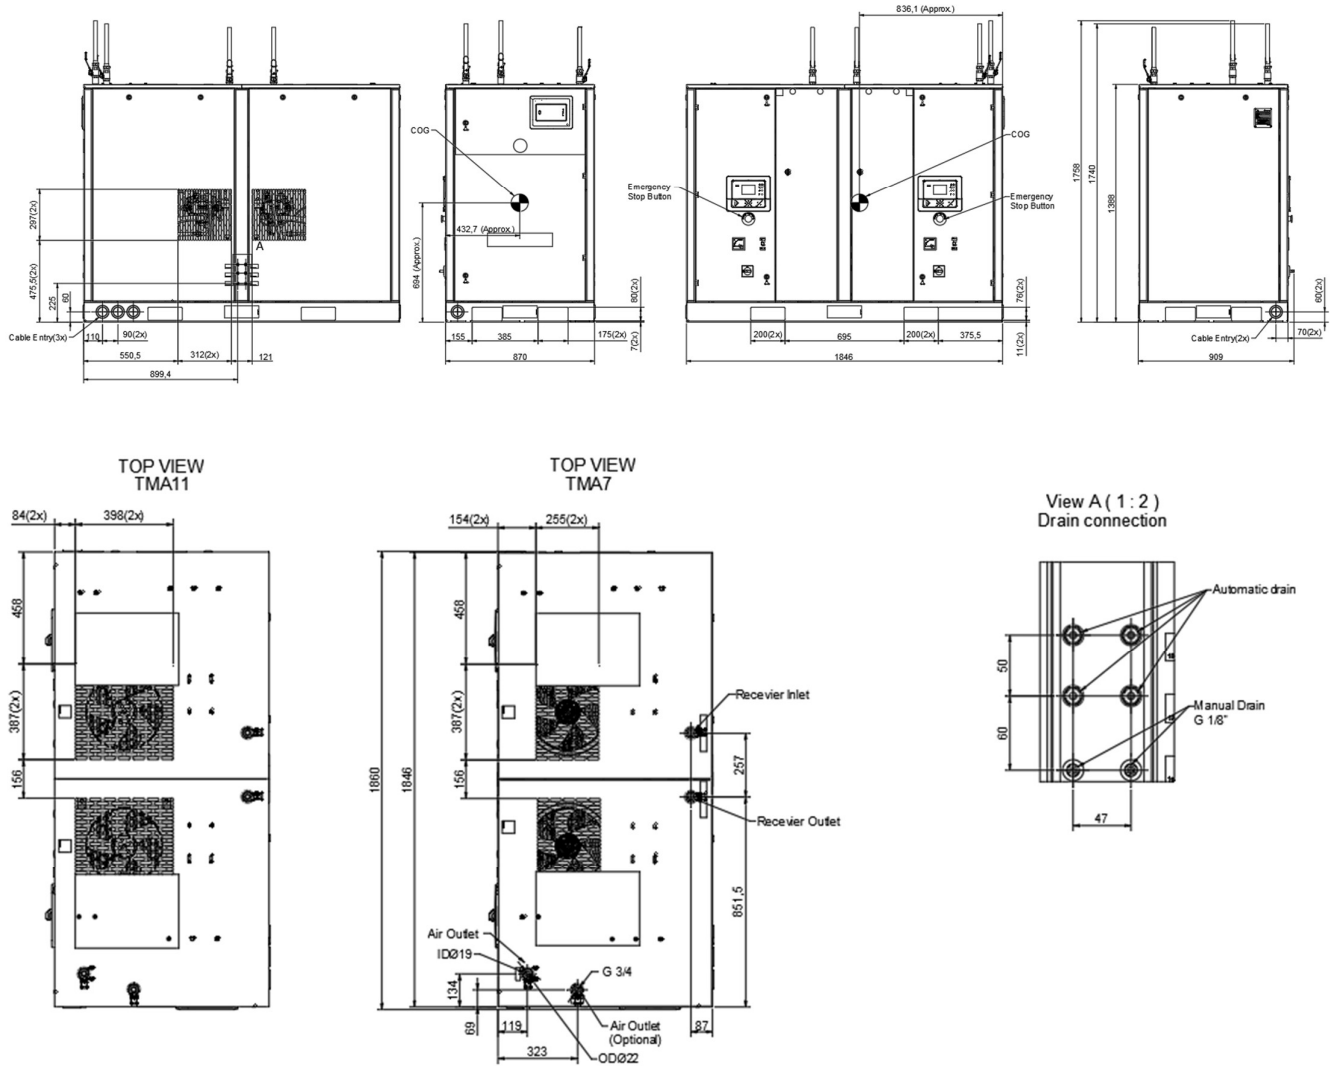 836,1 (Approx.)
COG
297(2x)
A
475,5(2x)
225
60
Cable Entry(3x)
110
90(2x)
550,5
312(2x)
121
899,4
432,7 (Approx.)
694 (Approx.)
155
385
175(2x)
80(2x)
7(2x)
870
Emergency
Stop Button
COG
Emergency
Stop Button
200(2x)
695
200(2x)
375,5
76(2x)
11(2x)
1846
1758
1740
1388
60(2x)
Cable Entry(2x)
70(2x)
909
TOP VIEW
TMA11
84(2x)
398(2x)
458
387(2x)
156
TOP VIEW
TMA7
154(2x)
255(2x)
458
387(2x)
156
1860
1846
Recevier Inlet
257
Recevier Outlet
851,5
Air Outlet
IDØ19
G 3/4
134
69
119
323
Air Outlet
(Optional)
ODØ22
87
View A ( 1 : 2 )
Drain connection
Automatic drain
50
60
Manual Drain
G 1/8"
47